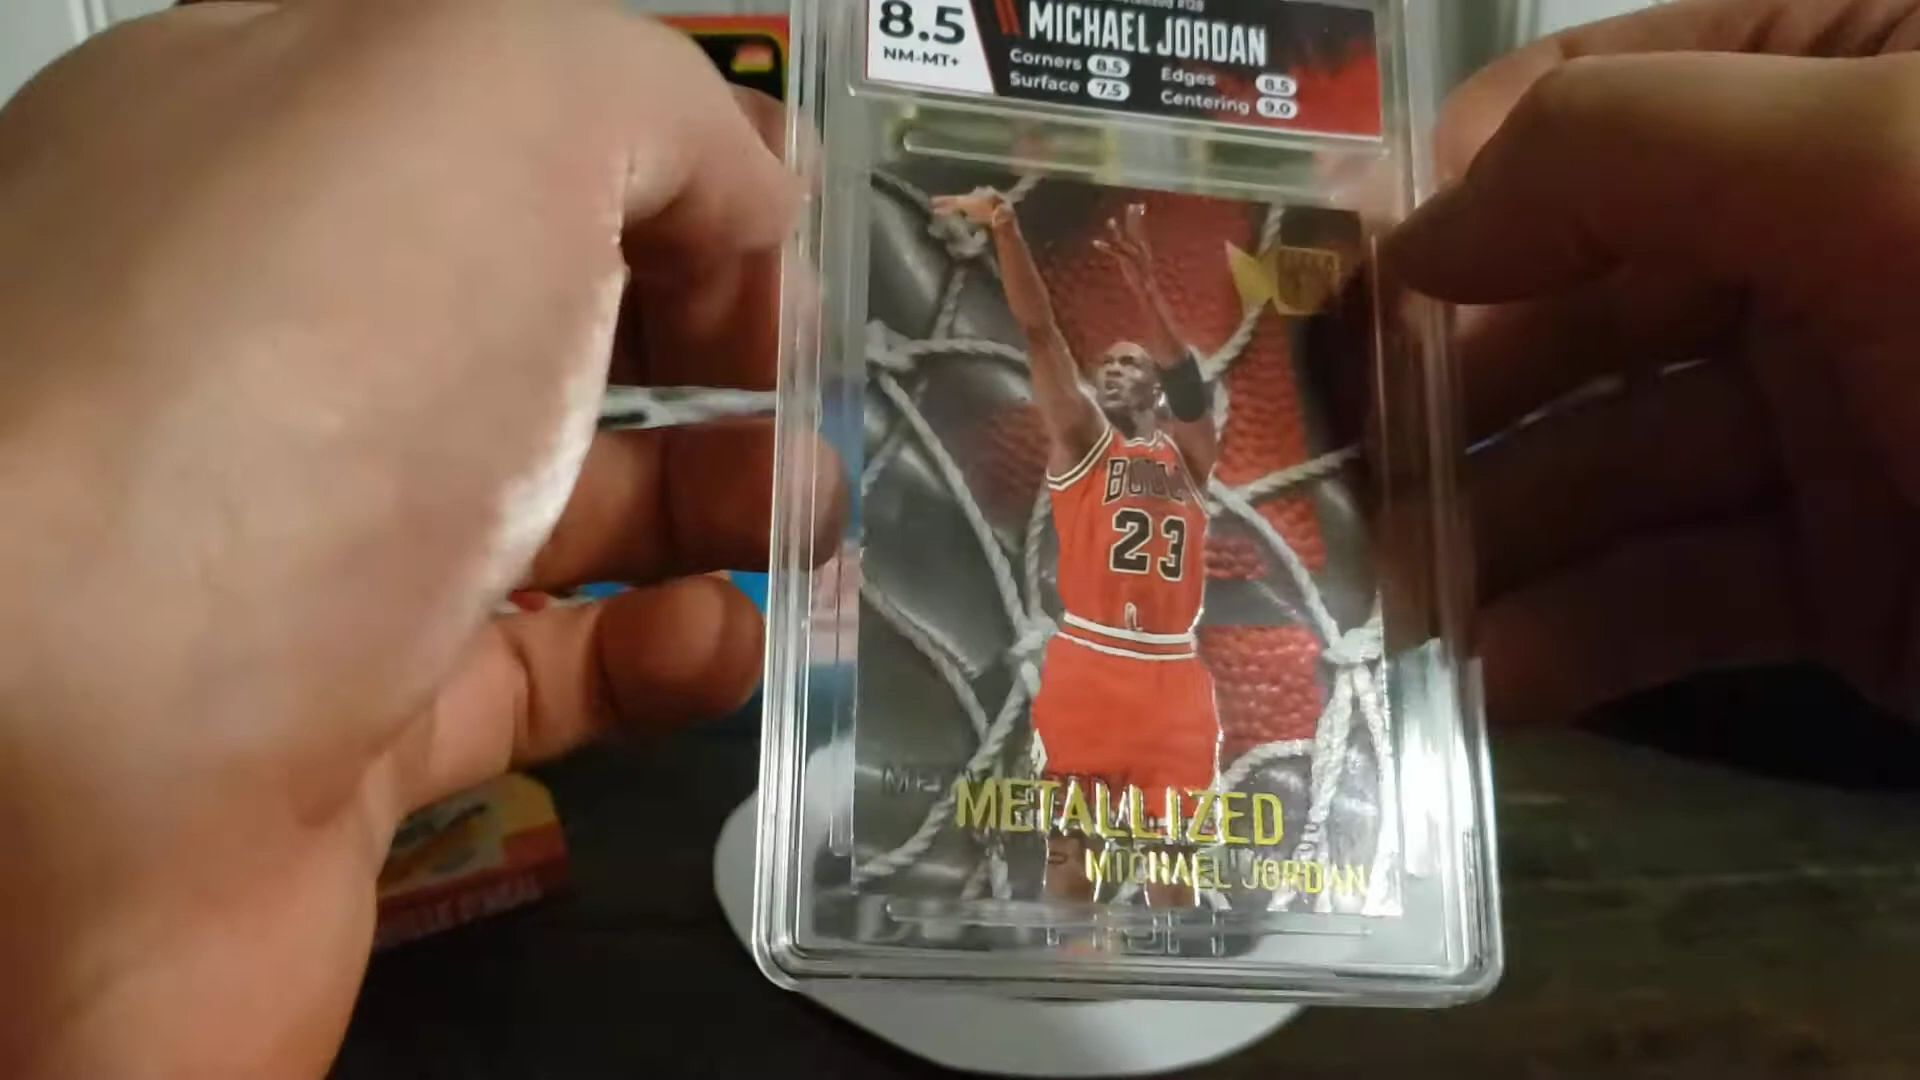 8.5
NM-MT+
MICHAEL JORDAN
Corners 8.5 Edges 8.5
Surface 7.5 Centering 9.0
BULLS
23
METALLIZED
MICHAEL JORDAN